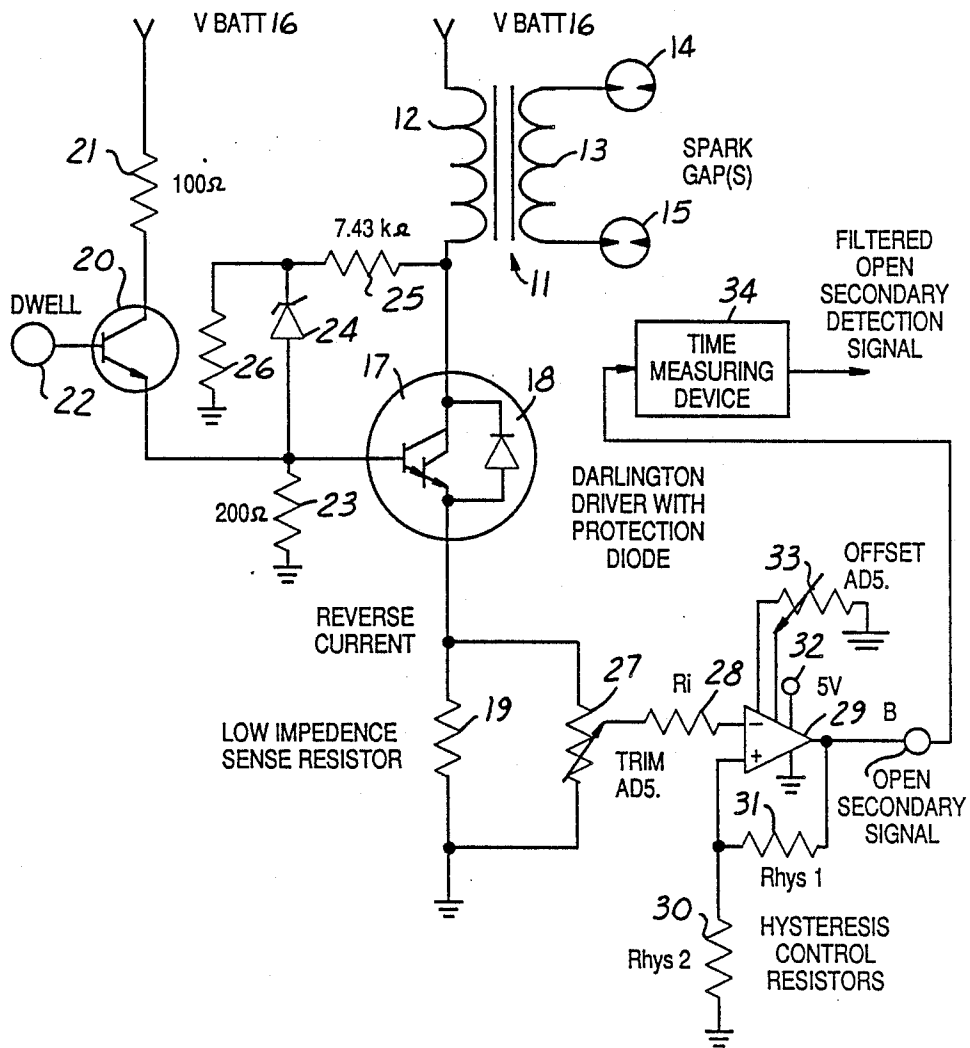 V BATT 16
V BATT 16
14
12
13
21
100Ω
SPARK
GAP(S)
15
7.43 kΩ
20
11
FILTERED
OPEN
SECONDARY
DETECTION
SIGNAL
DWELL
25
24
34
22
26
17
18
TIME
MEASURING
DEVICE
200Ω
23
DARLINGTON
DRIVER WITH
PROTECTION
DIODE
33
OFFSET
AD5.
REVERSE
CURRENT
32
27
28
Ri
5V
29
B
19
LOW IMPEDENCE
SENSE RESISTOR
TRIM
AD5.
−
+
OPEN
SECONDARY
SIGNAL
31
Rhys 1
30
Rhys 2
HYSTERESIS
CONTROL
RESISTORS